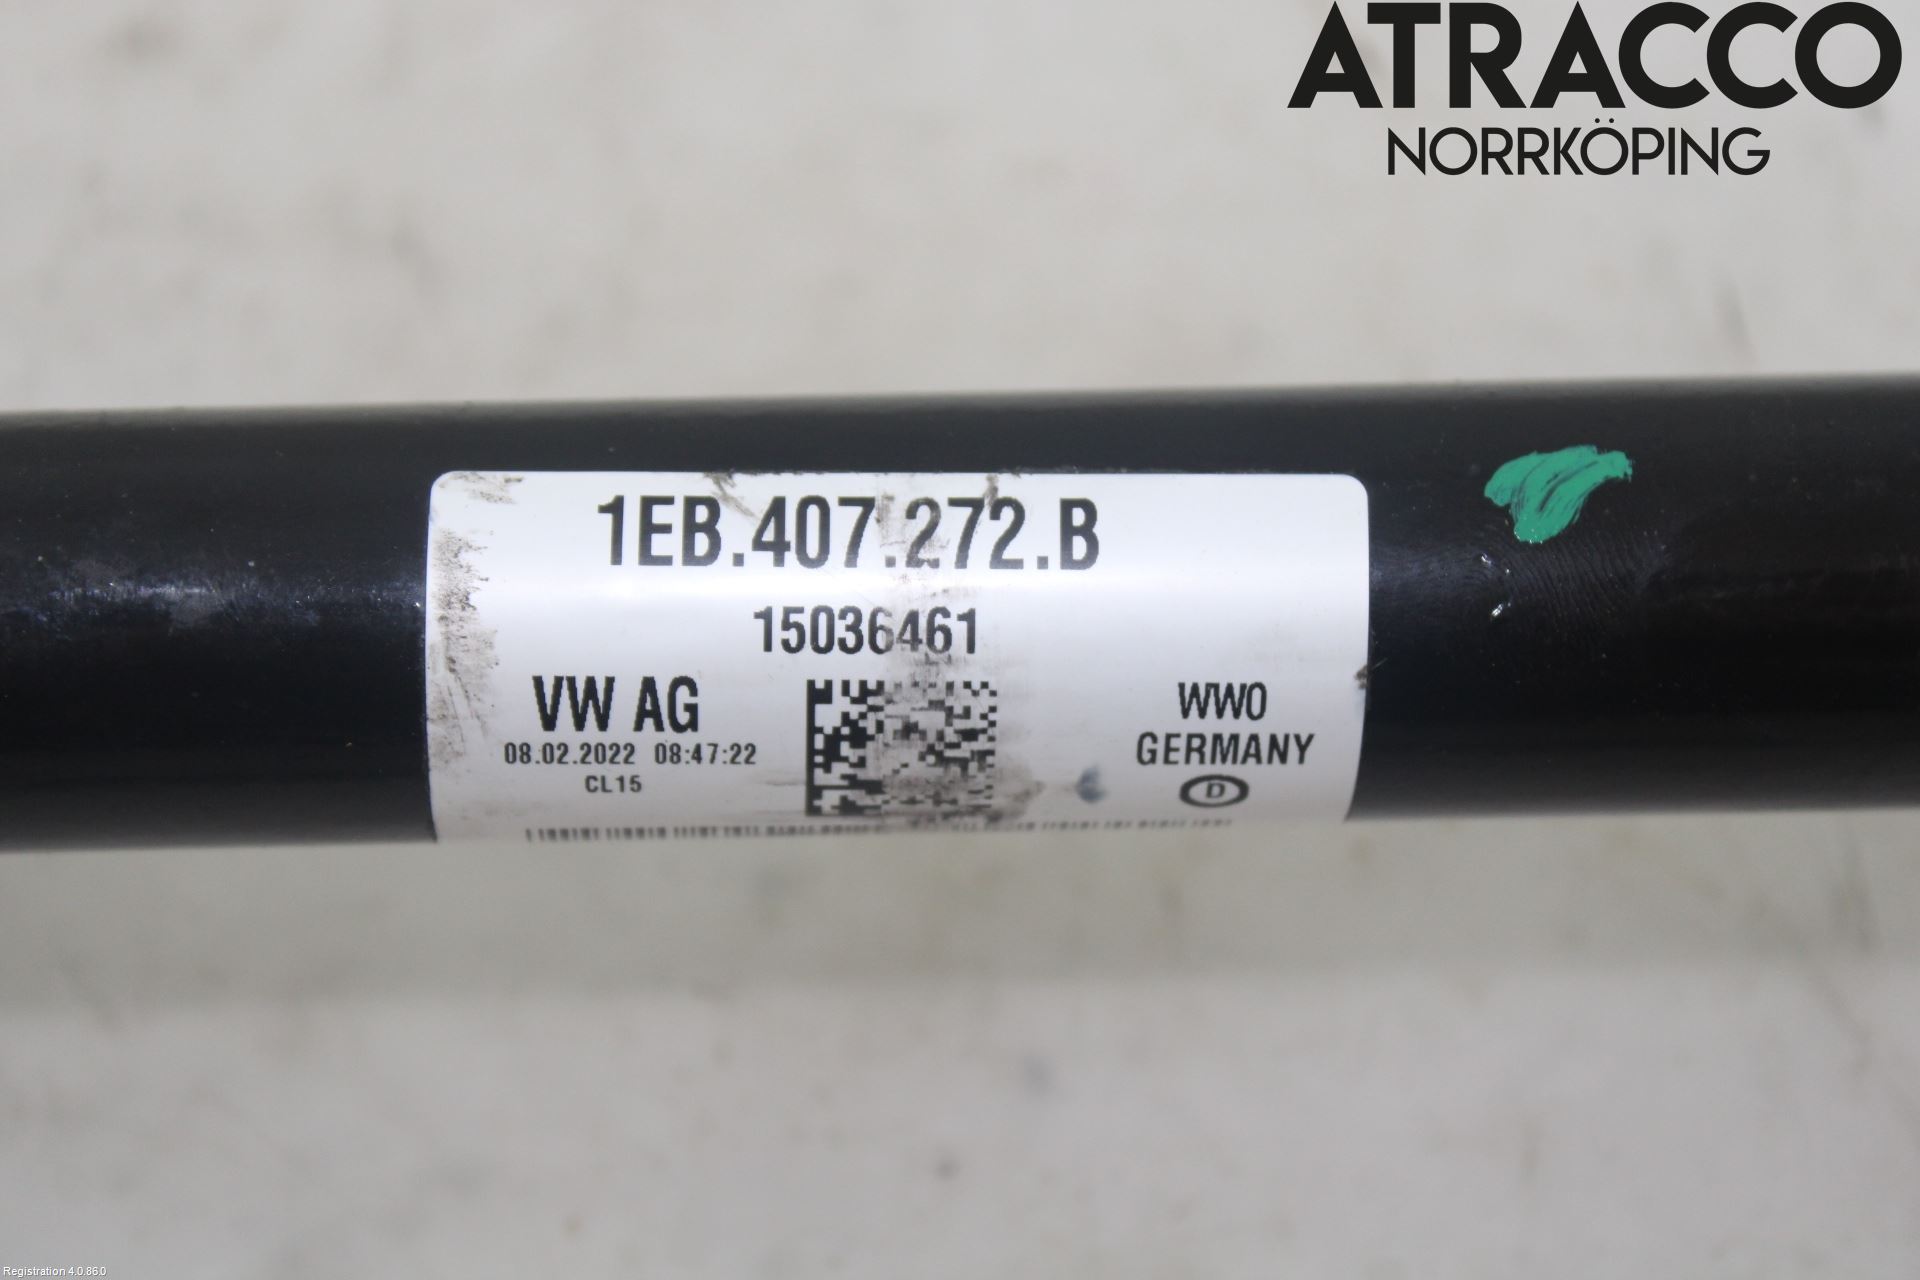 ATRACCO
NORRKÖPING
1EB.407.272.B
15036461
VW AG
08.02.2022 08:47:22
CL15
WWO
GERMANY
D
Registration 4.0.86.0